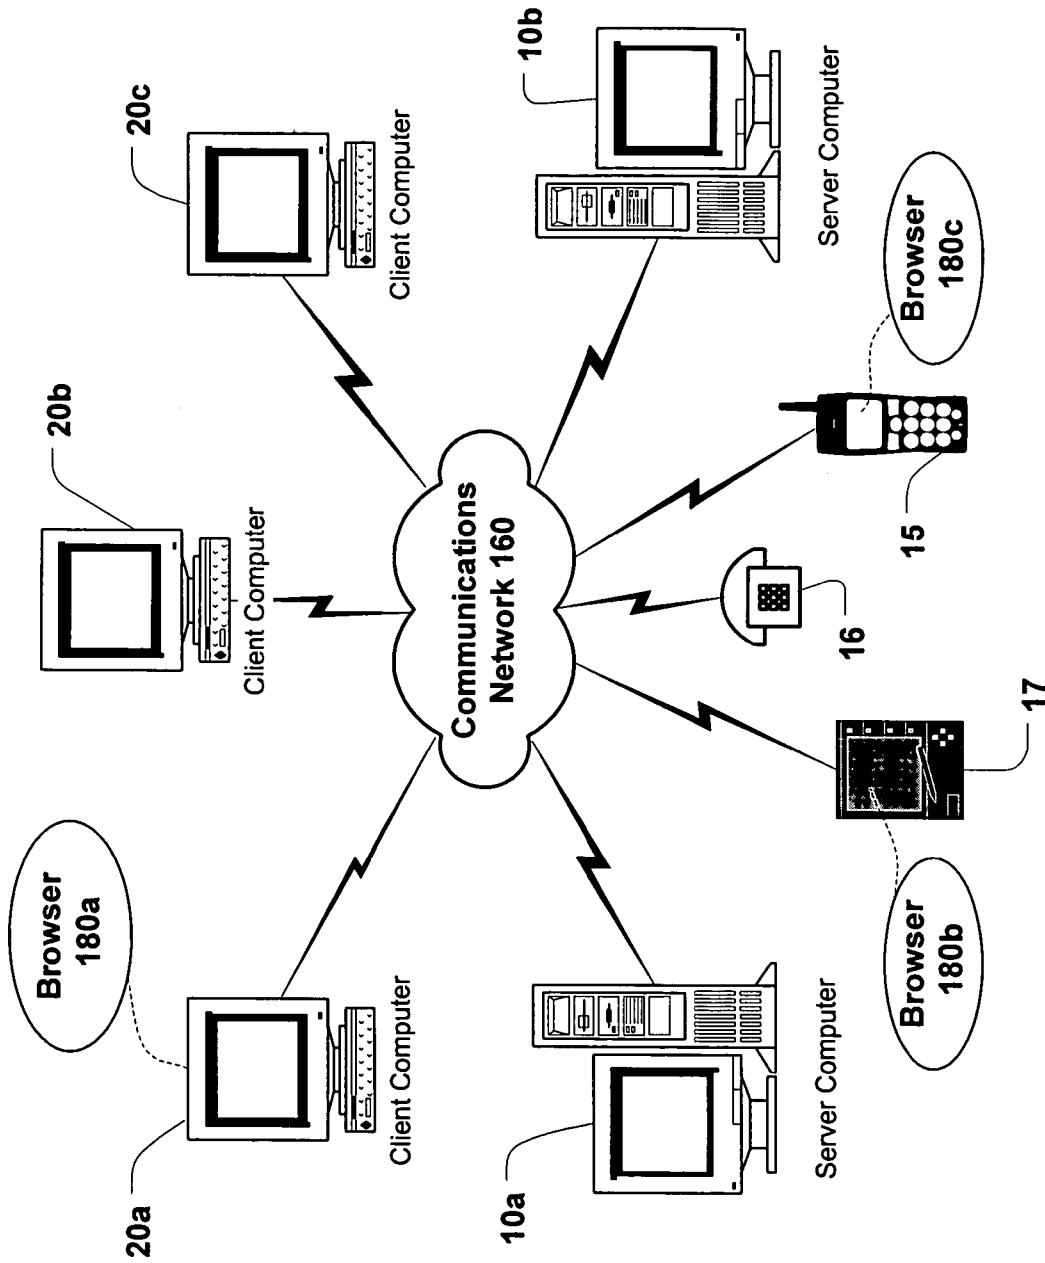 Browser
180a
20a
Client Computer
20b
Client Computer
20c
Client Computer
Communications
Network 160
10a
Server Computer
Browser
180b
17
16
15
Browser
180c
10b
Server Computer